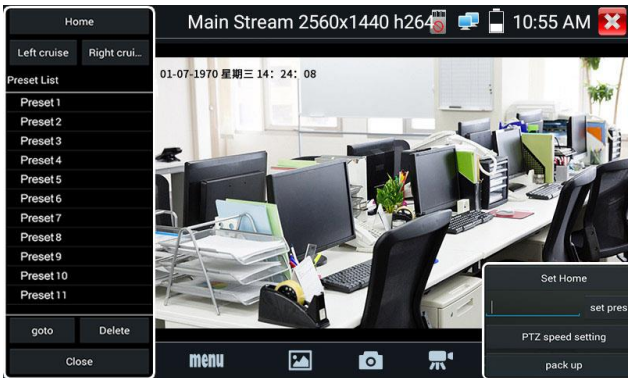 Home
Main Stream 2560x1440 h264
10:55 AM
Left cruise
Right crui...
Preset List
01-07-1970 星期三 14：24：08
Preset 1
Preset 2
Preset 3
Preset 4
Preset 5
Preset 6
Preset 7
Preset 8
Preset 9
Preset 10
Preset 11
goto
Delete
Close
menu
Set Home
set pres
PTZ speed setting
pack up